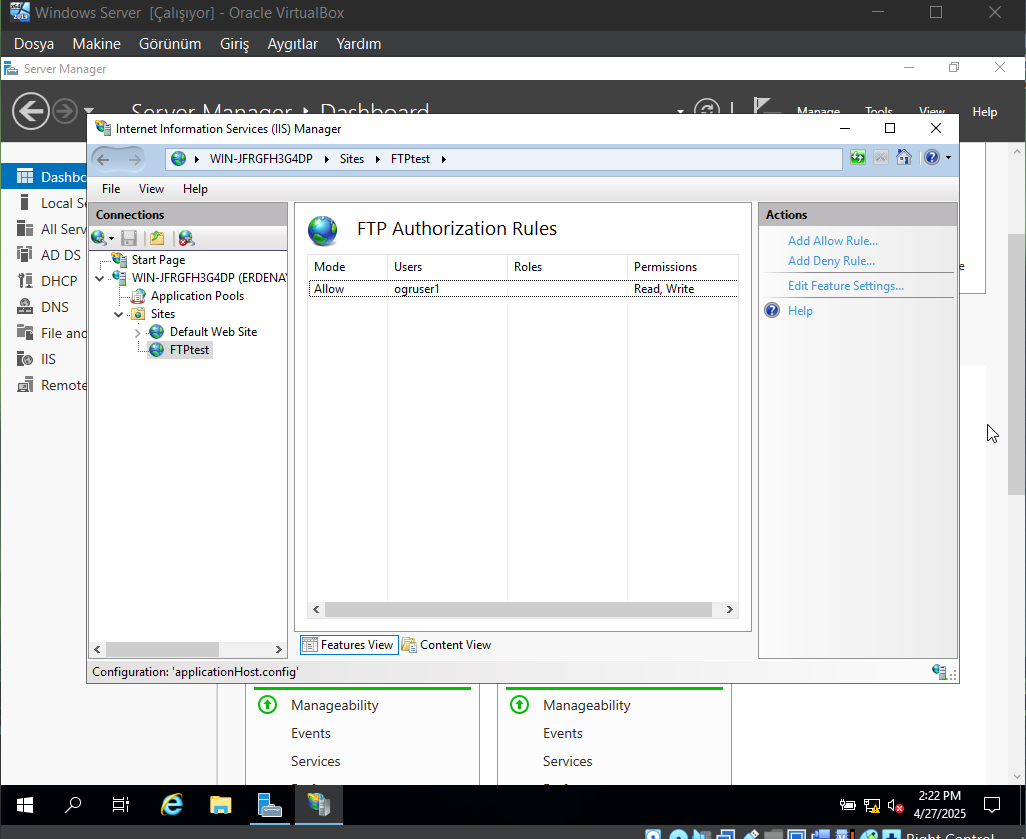 Windows Server [Çalışıyor] - Oracle VirtualBox
Dosya Makine Görünüm Giriş Aygıtlar Yardım
Server Manager
Server Manager Dashboard
Manage Tools View Help
Internet Information Services (IIS) Manager
WIN-JFRGFH3G4DP Sites FTPtest
File View Help
Dashbo
Local Se
All Serv
AD DS
DHCP
DNS
File and
IIS
Remote
Connections
Start Page
WIN-JFRGFH3G4DP (ERDENA
Application Pools
Sites
Default Web Site
FTPtest
FTP Authorization Rules
Mode Users Roles Permissions
Allow ogruser1 Read, Write
Features View Content View
Actions
Add Allow Rule...
Add Deny Rule...
Edit Feature Settings...
Help
e
Configuration: 'applicationHost.config'
Manageability Manageability
Events Events
Services Services
2:22 PM
4/27/2025
Right Control